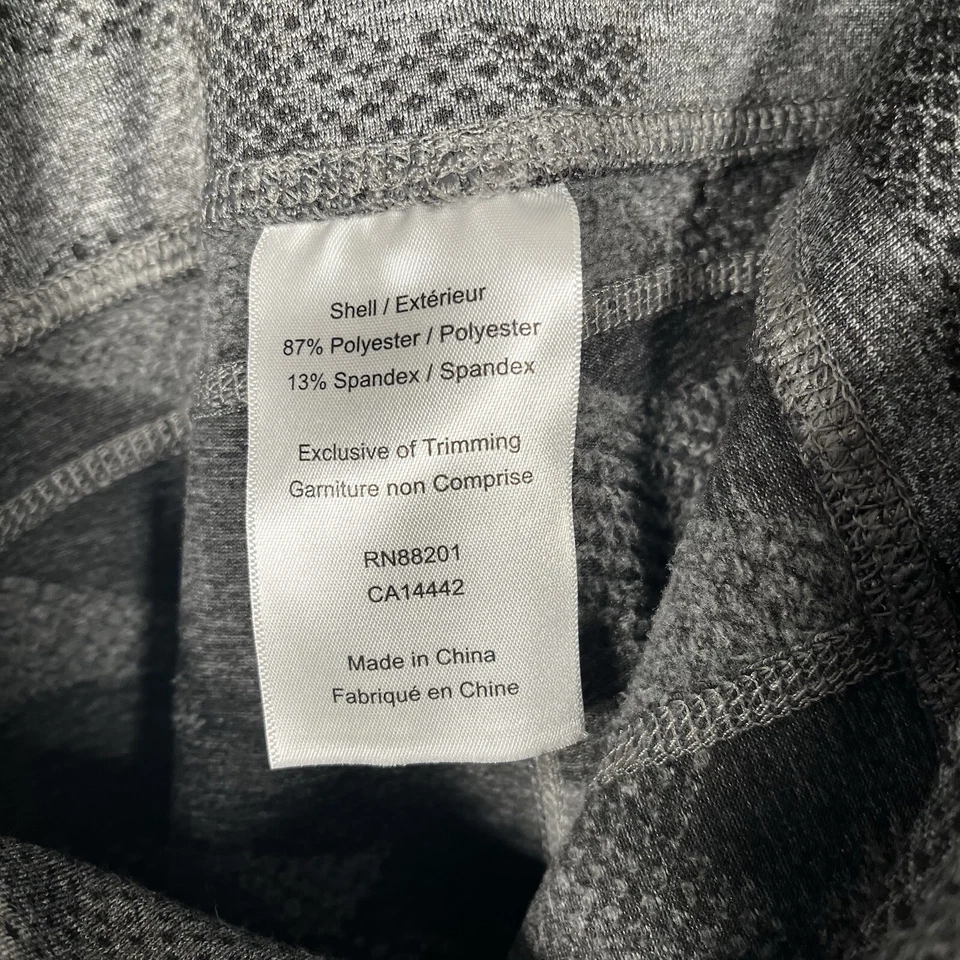 Shell / Extérieur
87% Polyester / Polyester
13% Spandex / Spandex
Exclusive of Trimming
Garniture non Comprise
RN88201
CA14442
Made in China
Fabriqué en Chine